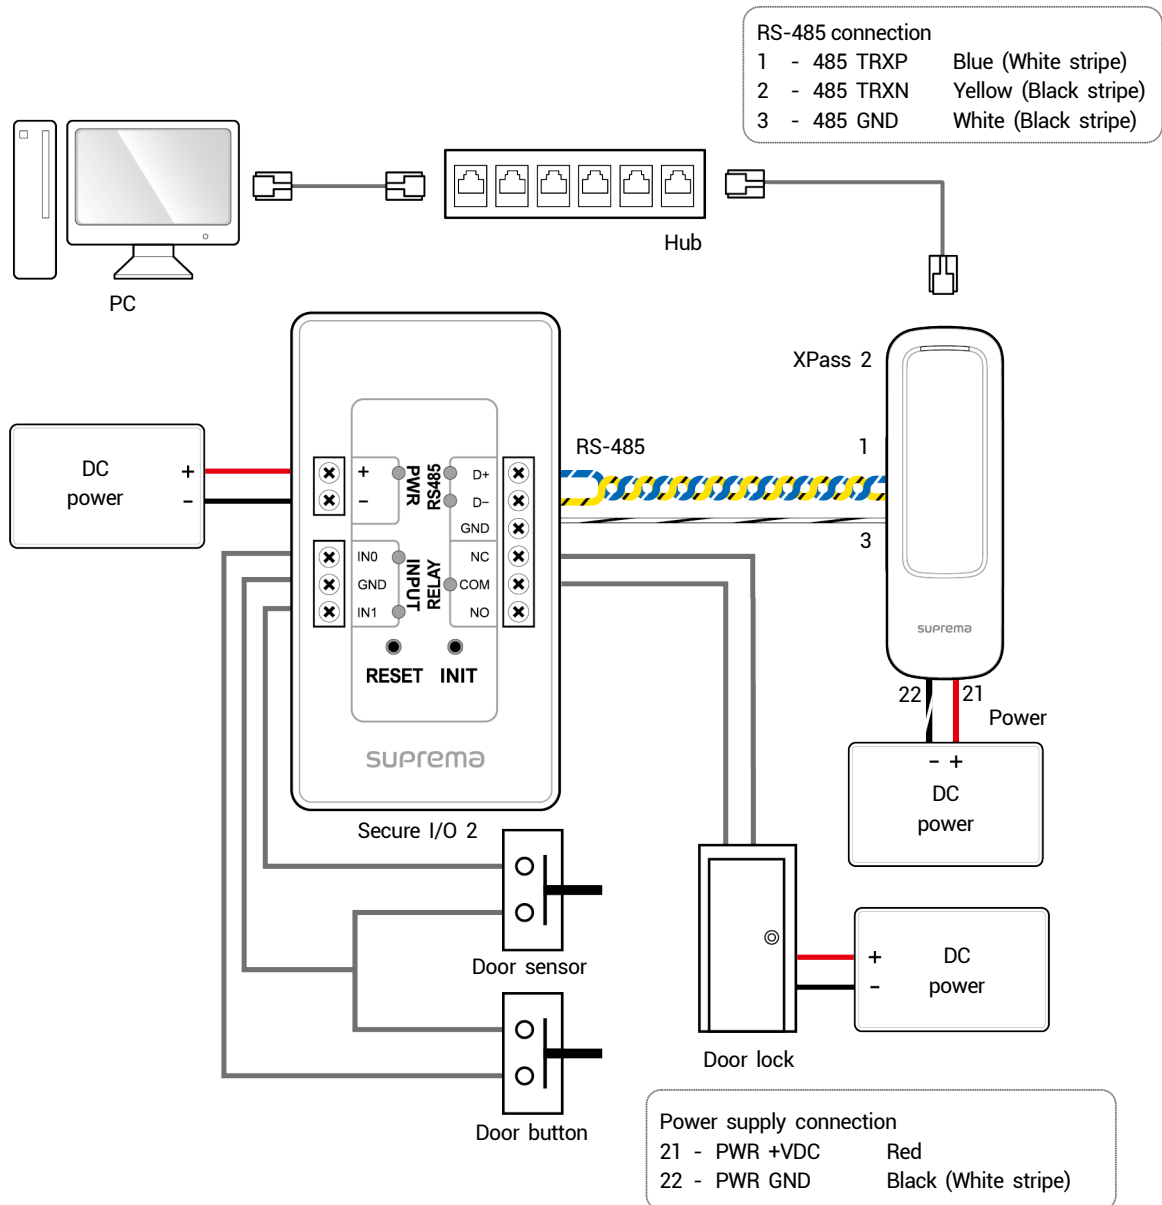 RS-485 connection
1 - 485 TRXP Blue (White stripe)
2 - 485 TRXN Yellow (Black stripe)
3 - 485 GND White (Black stripe)
Hub
PC
XPass 2
RS-485
1
DC
power
+
-
+
-
PWR
RS485
D+
D-
GND
3
IN0
GND
IN1
INPUT
RELAY
NC
COM
NO
RESET INIT
suprema
suprema
22 21
Power
- +
DC
power
Secure I/O 2
Door sensor
+
-
DC
power
Door lock
Door button
Power supply connection
21 - PWR +VDC Red
22 - PWR GND Black (White stripe)